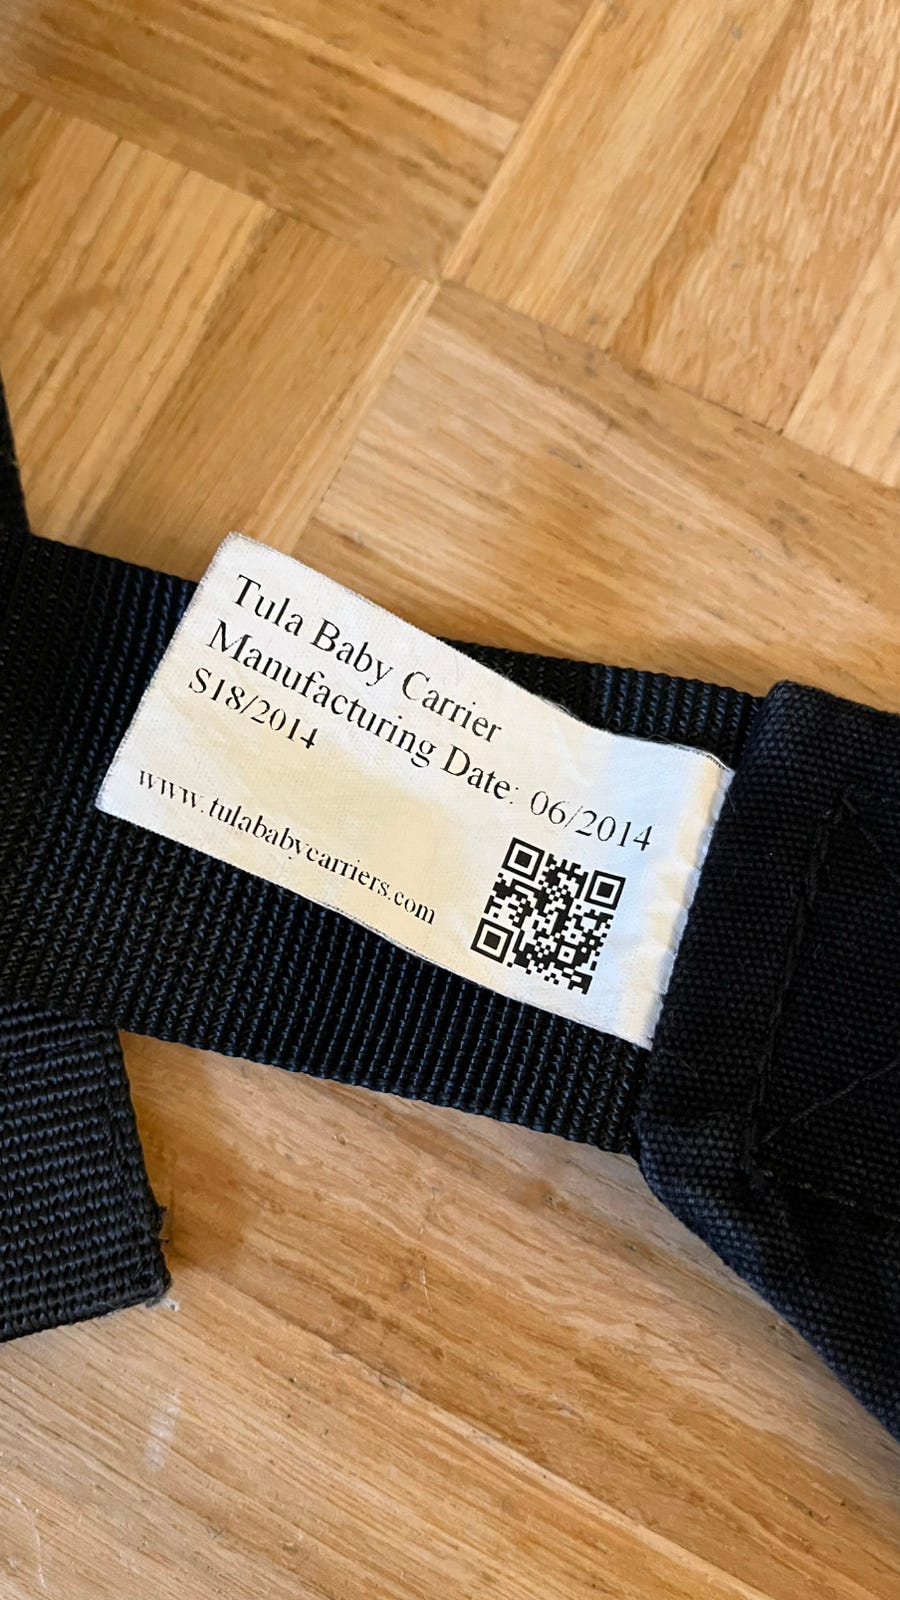 Tula Baby Carrier
Manufacturing Date: 06/2014
S18/2014
www.tulababycarriers.com